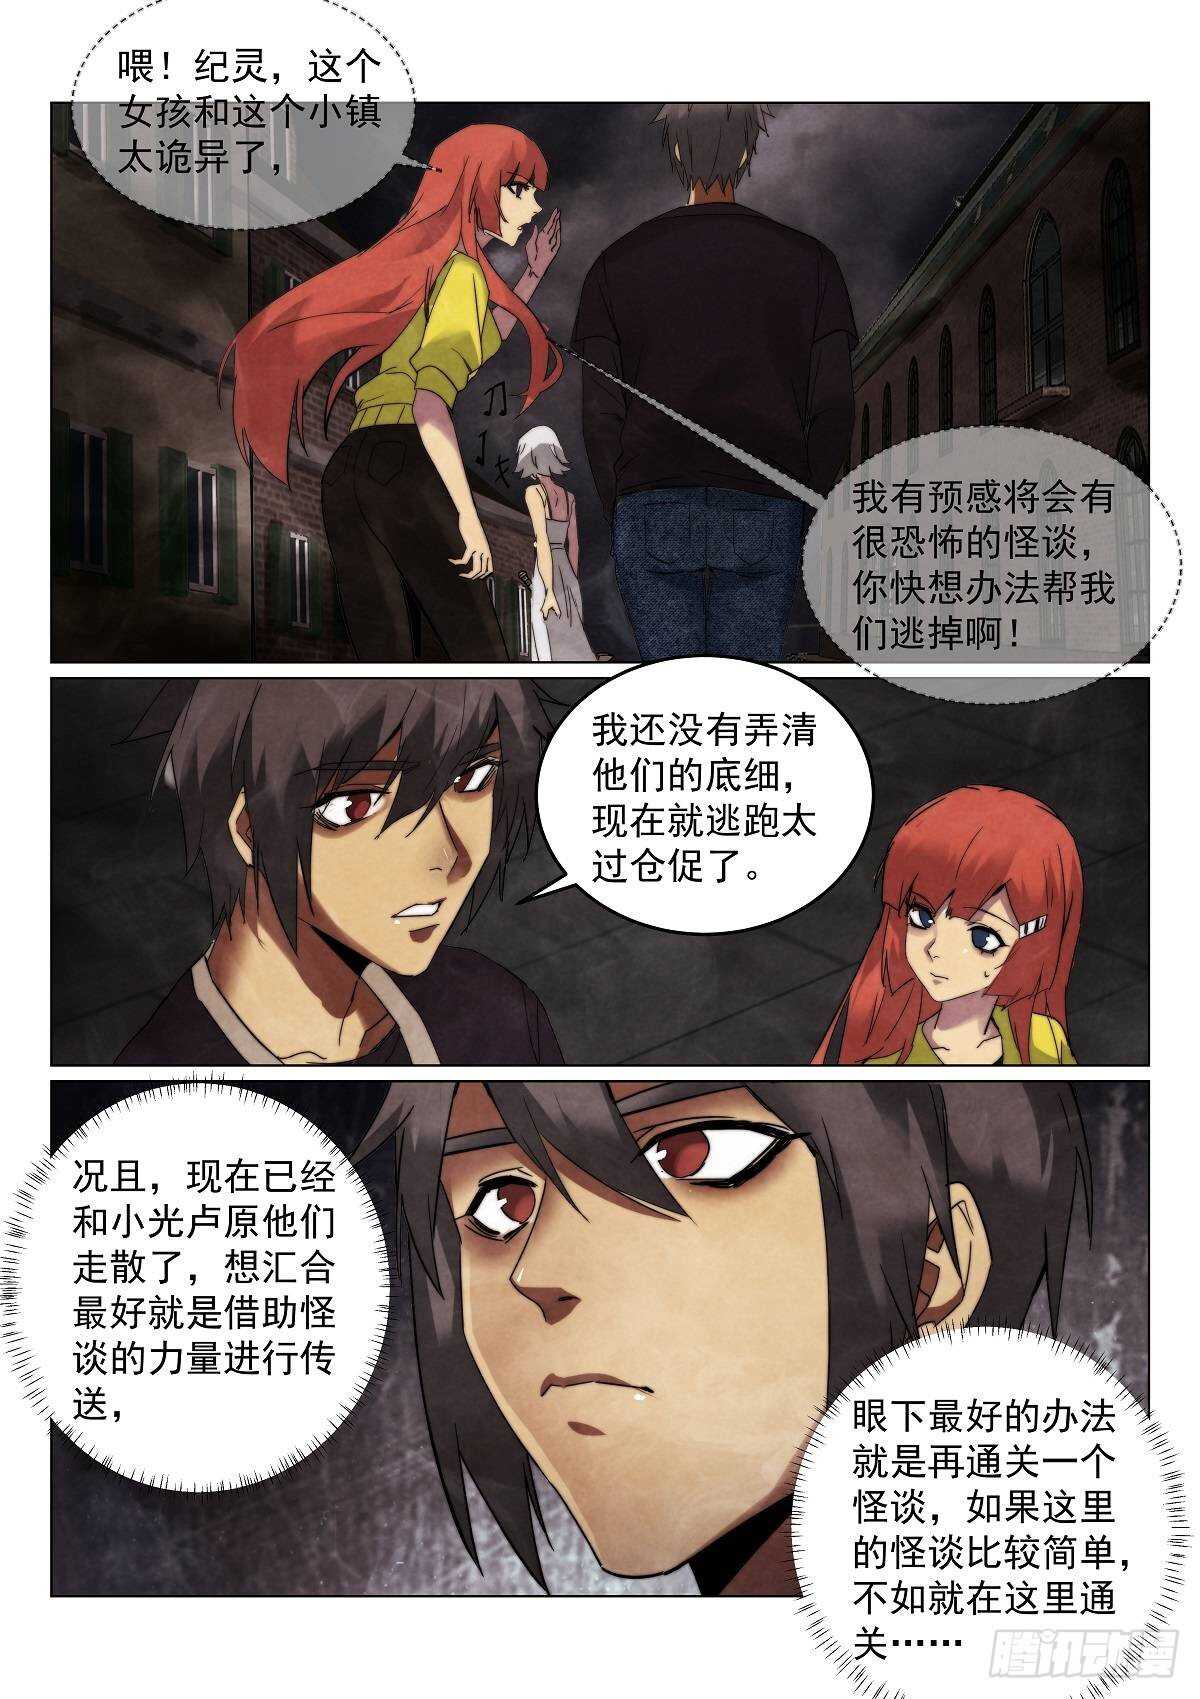 喂！纪灵，这个
女孩和这个小镇
太诡异了，
我有预感将会有
很恐怖的怪谈，
你快想办法帮我
们逃掉啊！
我还没有弄清
他们的底细，
现在就逃跑太
过仓促了。
况且，现在已经
和小光卢原他们
走散了，想汇合
最好就是借助怪
谈的力量进行传
送，
眼下最好的办法
就是再通关一个
怪谈，如果这里
的怪谈比较简单，
不如就在这里通
关……
腾讯动漫